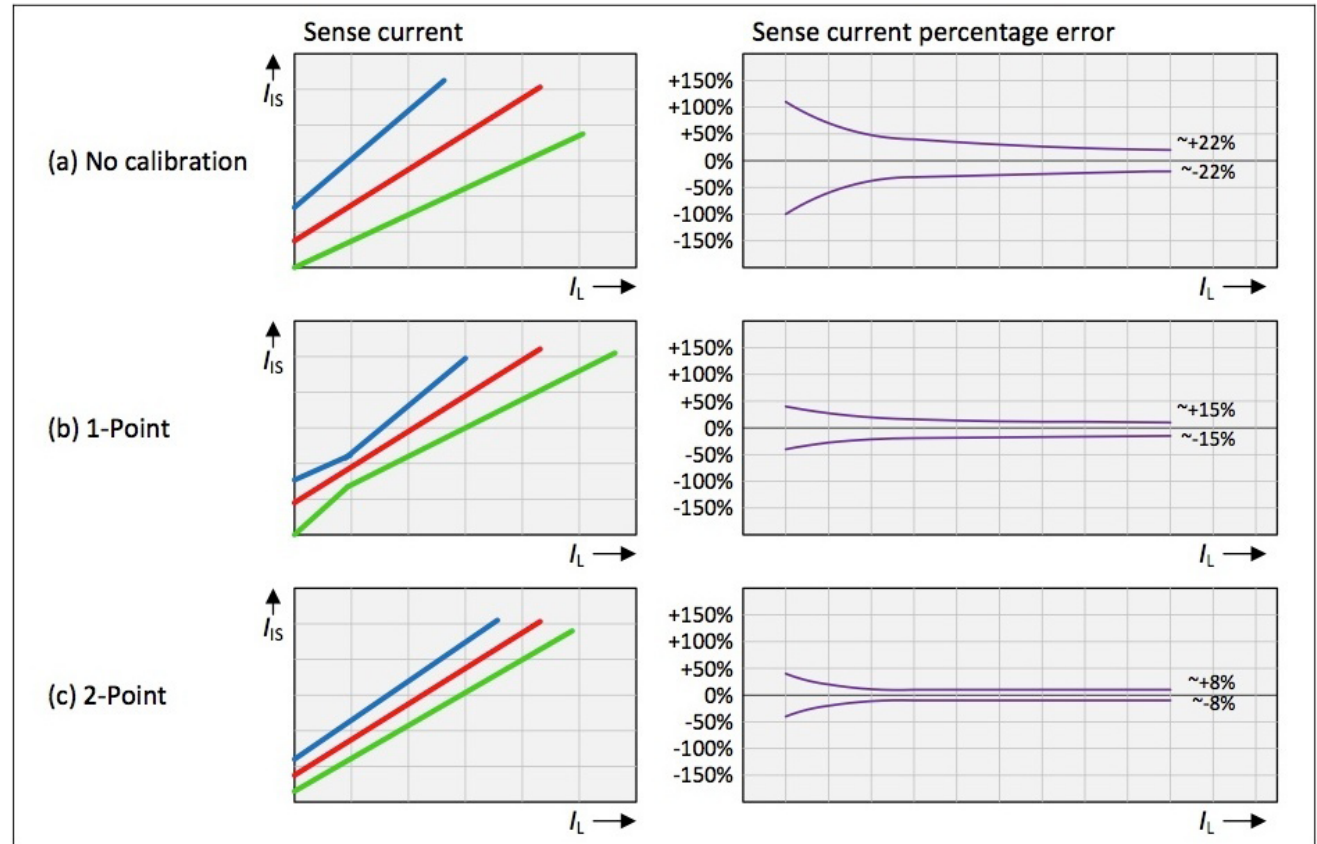 Sense current
Sense current percentage error
(a) No calibration
IIS
IL
+150%
+100%
+50%
0%
-50%
-100%
-150%
~+22%
~-22%
IL
(b) 1-Point
IIS
IL
+150%
+100%
+50%
0%
-50%
-100%
-150%
~+15%
~-15%
IL
(c) 2-Point
IIS
IL
+150%
+100%
+50%
0%
-50%
-100%
-150%
~+8%
~-8%
IL